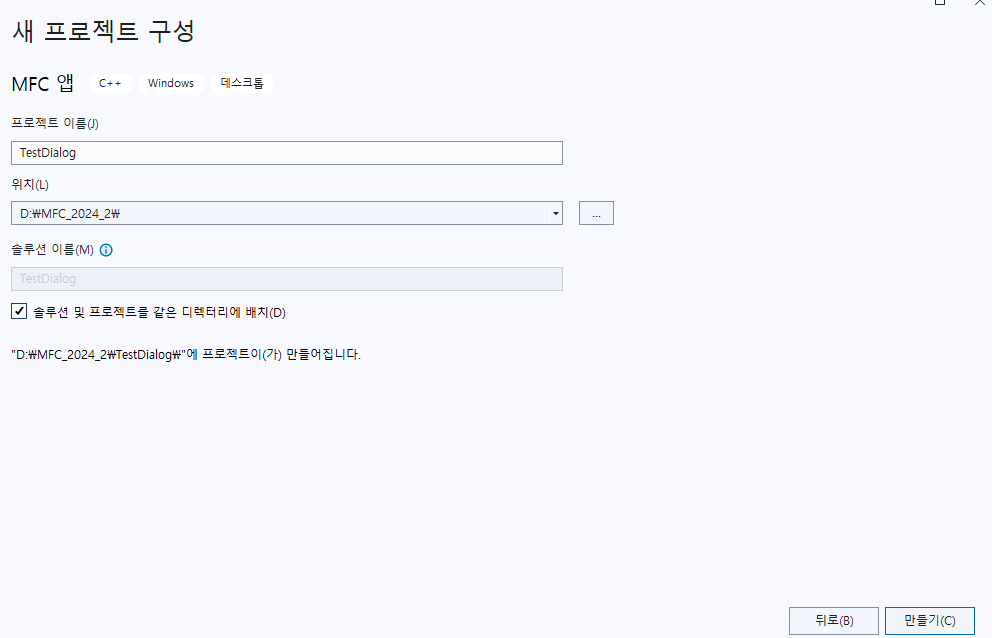 새 프로젝트 구성
MFC 앱 C++ Windows 데스크톱
프로젝트 이름(J)
TestDialog
위치(L)
D:₩MFC_2024_2₩
...
솔루션 이름(M)
TestDialog
솔루션 및 프로젝트를 같은 디렉터리에 배치(D)
"D:₩MFC_2024_2₩TestDialog₩"에 프로젝트이(가) 만들어집니다.
뒤로(B) 만들기(C)